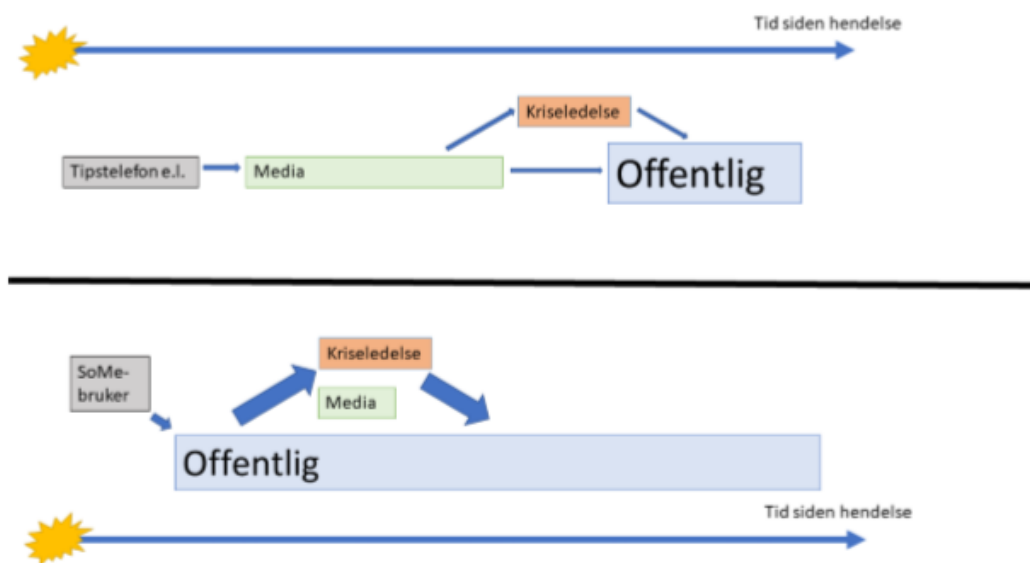 Tid siden hendelse
Kriseledelse
Tipstelefon e.l.
Media
Offentlig
Kriseledelse
SoMe-
bruker
Media
Offentlig
Tid siden hendelse